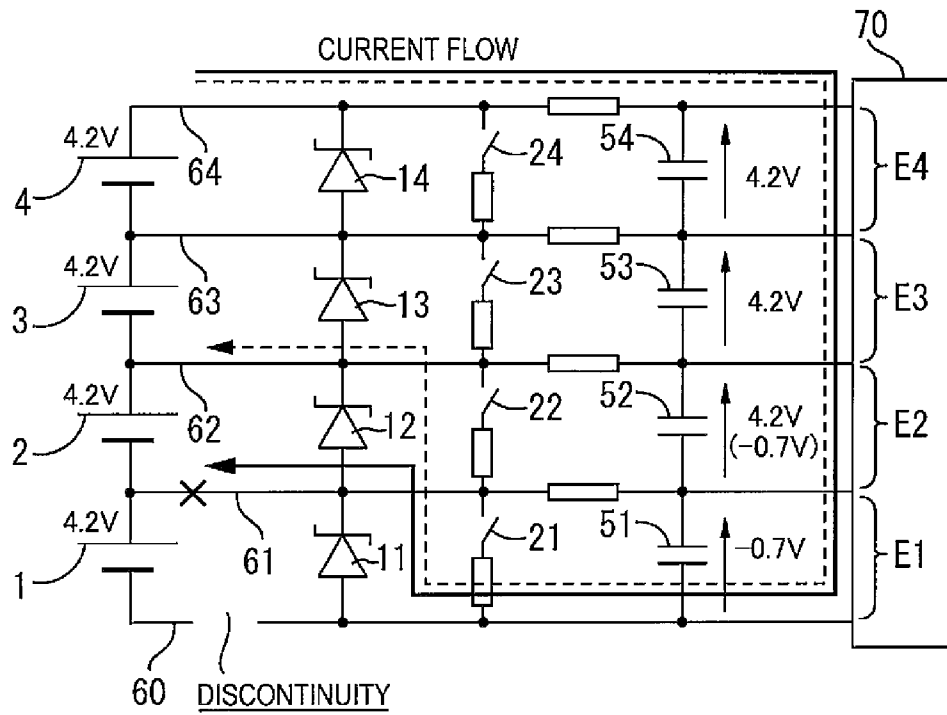 CURRENT FLOW
70
4.2V
4
64
14
24
54
4.2V
E4
4.2V
3
63
13
23
53
4.2V
E3
4.2V
2
62
12
22
52
4.2V
(-0.7V)
E2
4.2V
1
61
11
21
51
-0.7V
E1
60
DISCONTINUITY